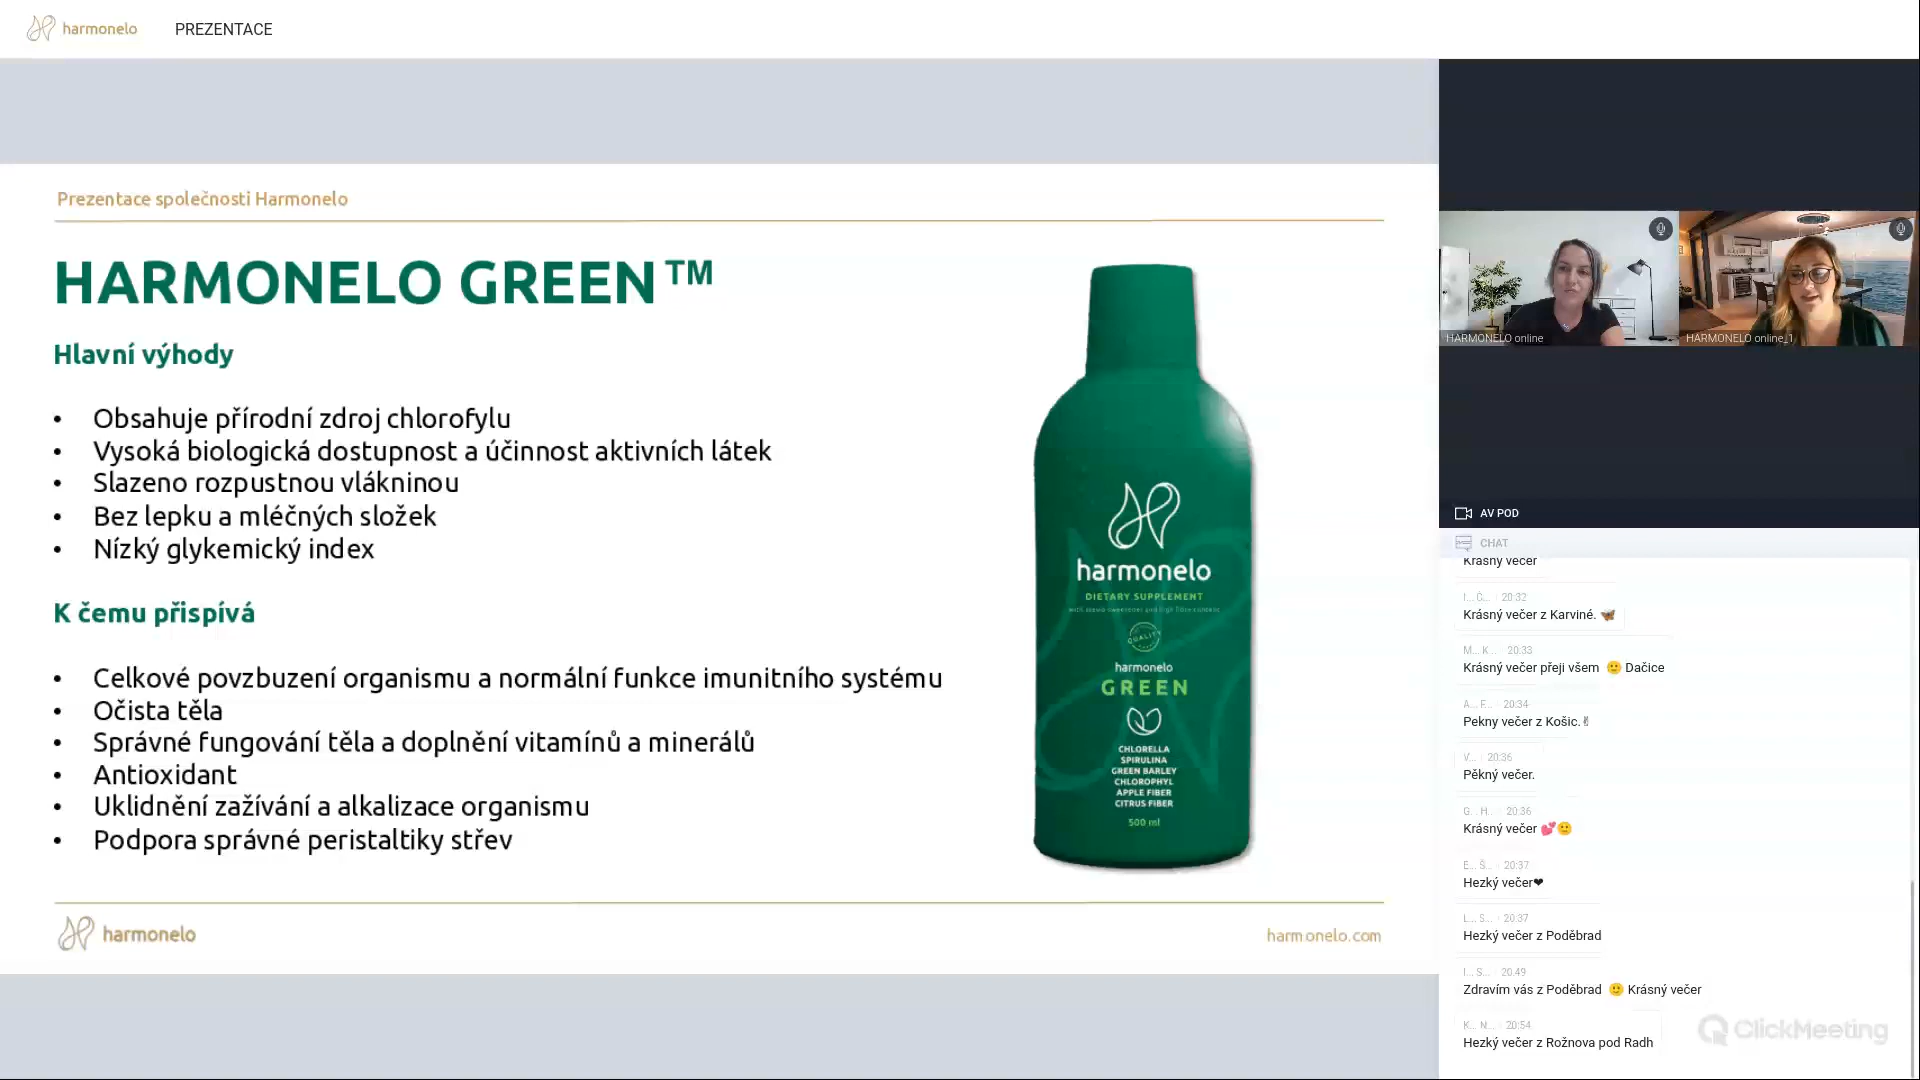 harmonelo
PREZENTACE
Prezentace společnosti Harmonelo
HARMONELO GREEN™
Hlavní výhody
• Obsahuje přírodní zdroj chlorofylu
• Vysoká biologická dostupnost a účinnost aktivních látek
• Slazeno rozpustnou vlákninou
• Bez lepku a mléčných složek
• Nízký glykemický index
K čemu přispívá
• Celkové povzbuzení organismu a normální funkce imunitního systému
• Očista těla
• Správné fungování těla a doplnění vitamínů a minerálů
• Antioxidant
• Uklidnění zažívání a alkalizace organismu
• Podpora správné peristaltiky střev
harmonelo
DIETARY SUPPLEMENT
QUALITY
harmonelo
GREEN
CHLORELLA
SPIRULINA
GREEN BARLEY
CHLOROPHYL
APPLE FIBER
CITRUS FIBER
500 ml
harmonelo
harmonelo.com
HARMONELO online
HARMONELO online_1
AV POD
CHAT
Krásný večer
I... Č... 20:32
Krásný večer z Karviné. 🦋
M... K... 20:33
Krásný večer přeji všem 🙂 Dačice
A... F... 20:34
Pekny večer z Košic.✌
V... 20:36
Pěkný večer.
G... H... 20:36
Krásný večer 💕🙂
E... Š... 20:37
Hezký večer❤
L... S... 20:37
Hezký večer z Poděbrad
I... S... 20:49
Zdravím vás z Poděbrad 🙂 Krásný večer
K... N... 20:54
Hezký večer z Rožnova pod Radh
ClickMeeting